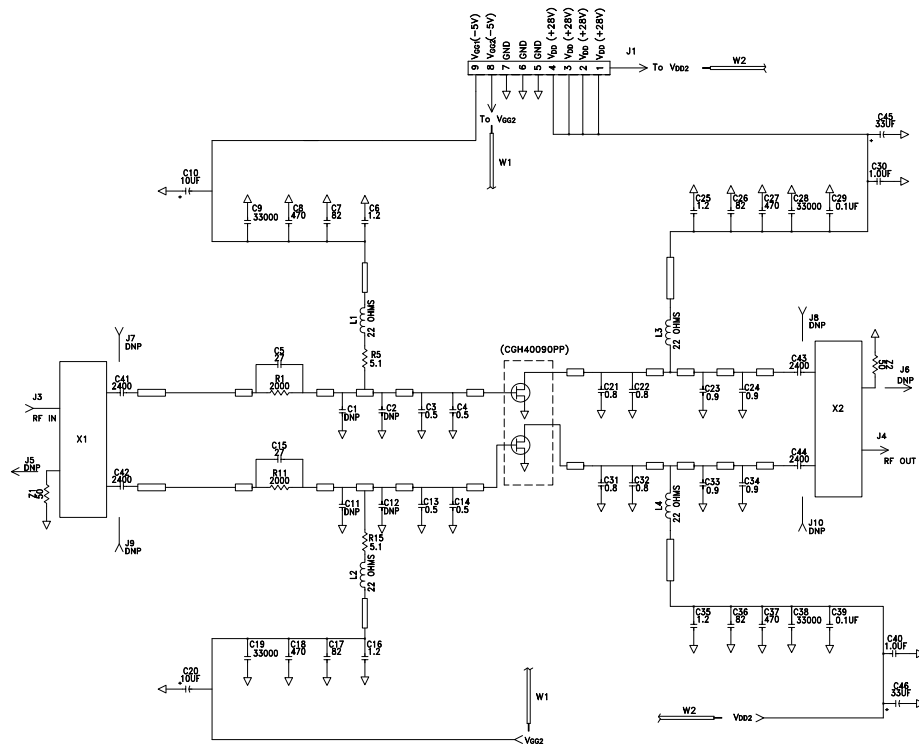 VGG1(-5V)
VGG2(-5V)
GND
GND
GND
VDD (+28V)
VDD (+28V)
VDD (+28V)
VDD (+28V)
J1
9
8
7
6
5
4
3
2
1
To VDD2
W2
To VGG2
W1
C45
33UF
+
C30
1.0UF
C10
10UF
+
C9
33000
C8
470
C7
82
C6
1.2
C25
1.2
C26
82
C27
470
C28
33000
C29
0.1UF
L1
22 OHMS
L3
22 OHMS
J7
DNP
J8
DNP
(CGH40090PP)
C5
27
R5
5.1
Z2
50
J6
DNP
C41
2400
R1
2000
C43
2400
J3
RF IN
X1
C1
DNP
C2
DNP
C3
0.5
C4
0.5
C21
0.8
C22
0.8
C23
0.9
C24
0.9
X2
J4
RF OUT
J5
DNP
Z1
50
C42
2400
C15
27
R11
2000
C44
2400
C11
DNP
C12
DNP
C13
0.5
C14
0.5
C31
0.8
C32
0.8
C33
0.9
C34
0.9
J9
DNP
J10
DNP
R15
5.1
L4
22 OHMS
L2
22 OHMS
C35
1.2
C36
82
C37
470
C38
33000
C39
0.1UF
C19
33000
C18
470
C17
82
C16
1.2
C40
1.0UF
C20
10UF
+
C46
33UF
+
W1
W2
VDD2
VGG2